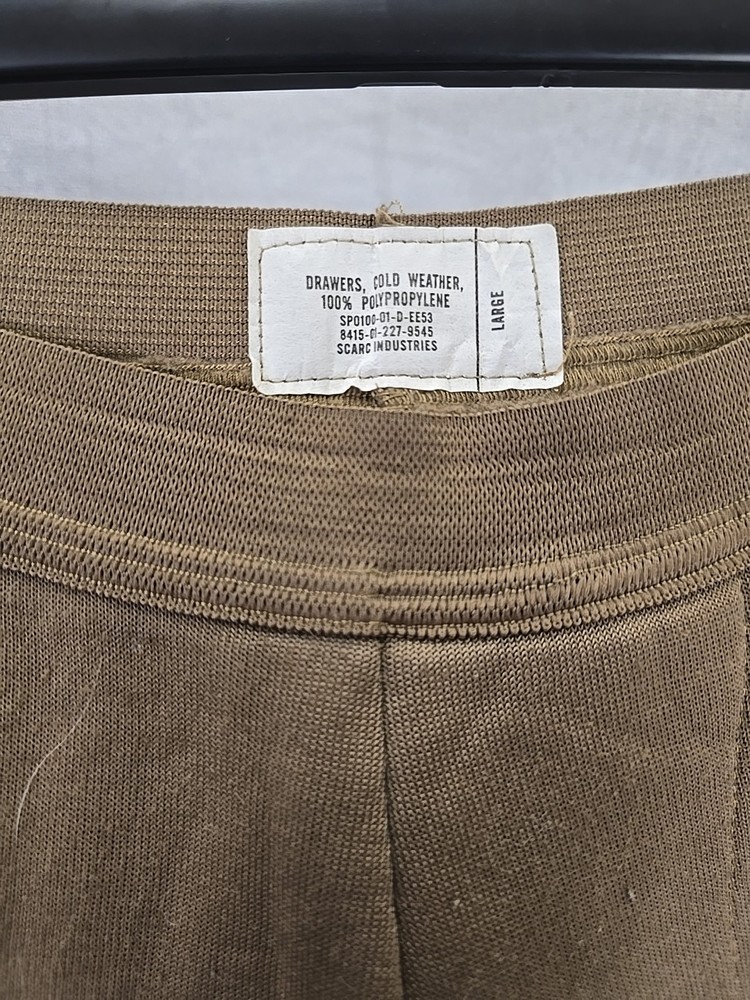 DRAWERS, COLD WEATHER,
100% POLYPROPYLENE
SP0100-01-D-EE53
8415-01-227-9545
SCARC INDUSTRIES
LARGE